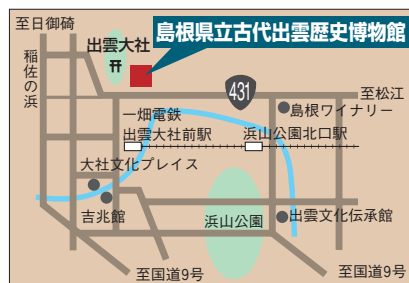 至日御碕
稲佐の浜
出雲大社
島根県立古代出雲歴史博物館
431
至松江
島根ワイナリー
一畑電鉄
出雲大社前駅
浜山公園北口駅
大社文化プレイス
吉兆館
浜山公園
出雲文化伝承館
至国道9号
至国道9号